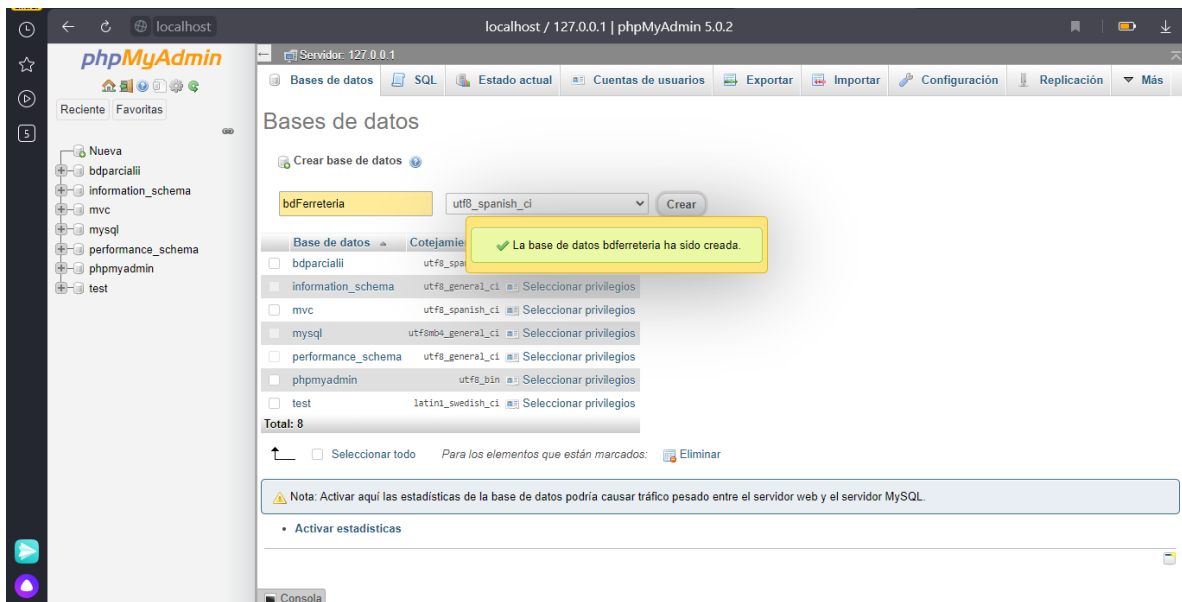 localhost
localhost / 127.0.0.1 | phpMyAdmin 5.0.2
5
phpMyAdmin
Reciente Favoritas
Nueva
bdparcialii
information_schema
mvc
mysql
performance_schema
phpmyadmin
test
Servidor: 127.0.0.1
Bases de datos SQL Estado actual Cuentas de usuarios Exportar Importar Configuración Replicación Más
Bases de datos
Crear base de datos
bdFerreteria utf8_spanish_ci Crear
La base de datos bdferreteria ha sido creada.
Base de datos Cotejamie
bdparcialii utf8_spa
information_schema utf8_general_ci Seleccionar privilegios
mvc utf8_spanish_ci Seleccionar privilegios
mysql utf8mb4_general_ci Seleccionar privilegios
performance_schema utf8_general_ci Seleccionar privilegios
phpmyadmin utf8_bin Seleccionar privilegios
test latin1_swedish_ci Seleccionar privilegios
Total: 8
Seleccionar todo Para los elementos que están marcados: Eliminar
Nota: Activar aquí las estadísticas de la base de datos podría causar tráfico pesado entre el servidor web y el servidor MySQL.
• Activar estadísticas
Consola